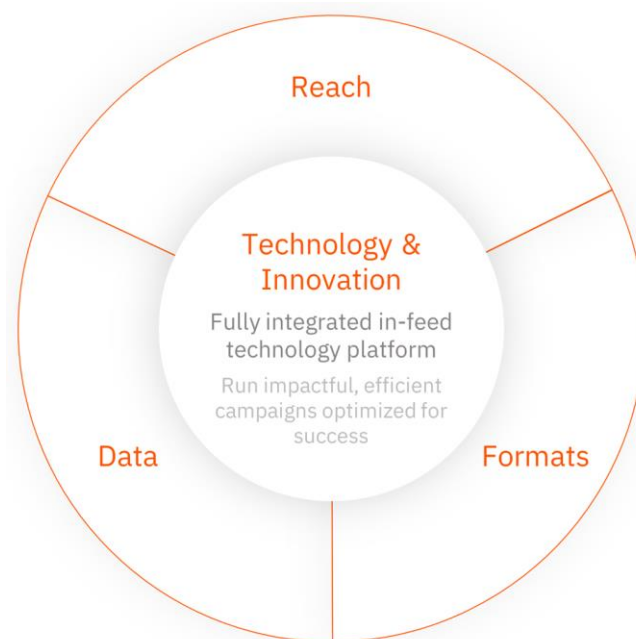 Reach
Technology &
Innovation
Fully integrated in-feed
technology platform
Run impactful, efficient
campaigns optimized for
success
Data
Formats